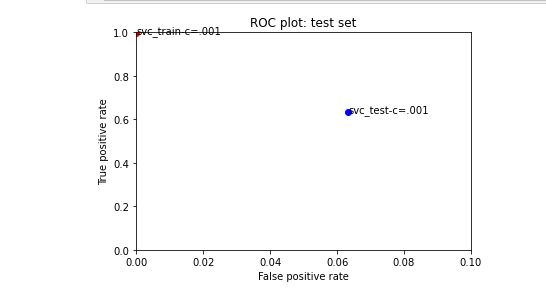 ROC plot: test set
1.0
svc_train-c=.001
0.8
0.6
svc_test-c=.001
0.4
0.2
0.0
True positive rate
0.00 0.02 0.04 0.06 0.08 0.10
False positive rate